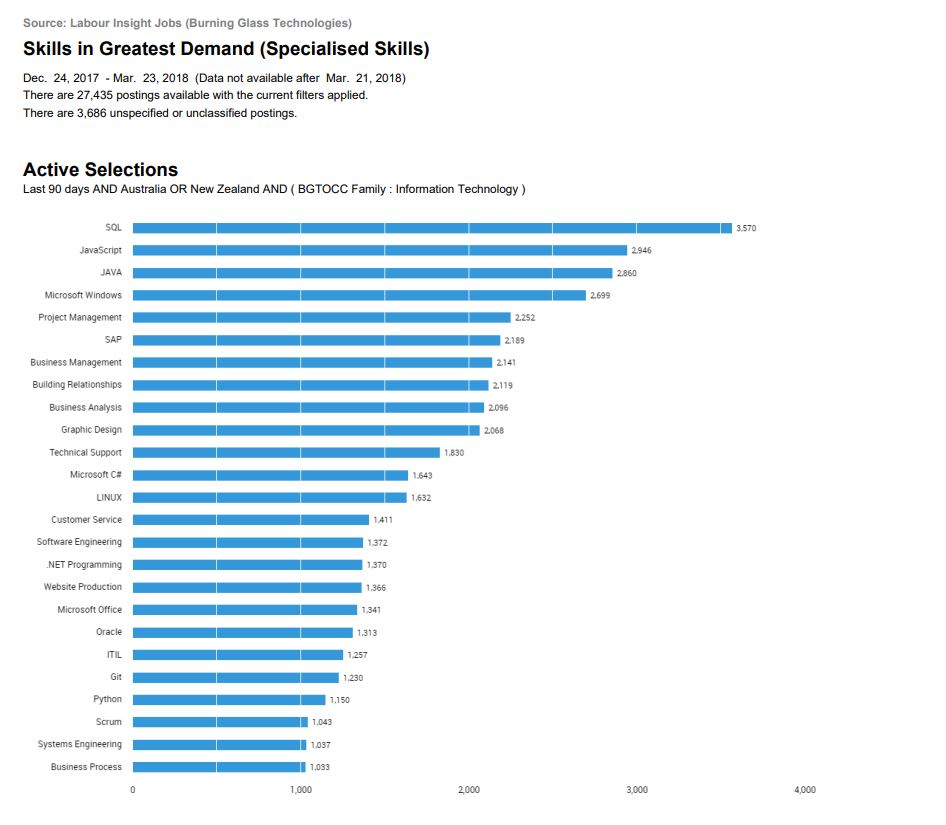 Source: Labour Insight Jobs (Burning Glass Technologies)
Skills in Greatest Demand (Specialised Skills)
Dec. 24, 2017 - Mar. 23, 2018 (Data not available after Mar. 21, 2018)
There are 27,435 postings available with the current filters applied.
There are 3,686 unspecified or unclassified postings.
Active Selections
Last 90 days AND Australia OR New Zealand AND ( BGTOCC Family : Information Technology )
SQL 3,570
JavaScript 2,946
JAVA 2,860
Microsoft Windows 2,699
Project Management 2,252
SAP 2,189
Business Management 2,141
Building Relationships 2,119
Business Analysis 2,096
Graphic Design 2,068
Technical Support 1,830
Microsoft C# 1,643
LINUX 1,632
Customer Service 1,411
Software Engineering 1,372
.NET Programming 1,370
Website Production 1,366
Microsoft Office 1,341
Oracle 1,313
ITIL 1,257
Git 1,230
Python 1,150
Scrum 1,043
Systems Engineering 1,037
Business Process 1,033
0 1,000 2,000 3,000 4,000